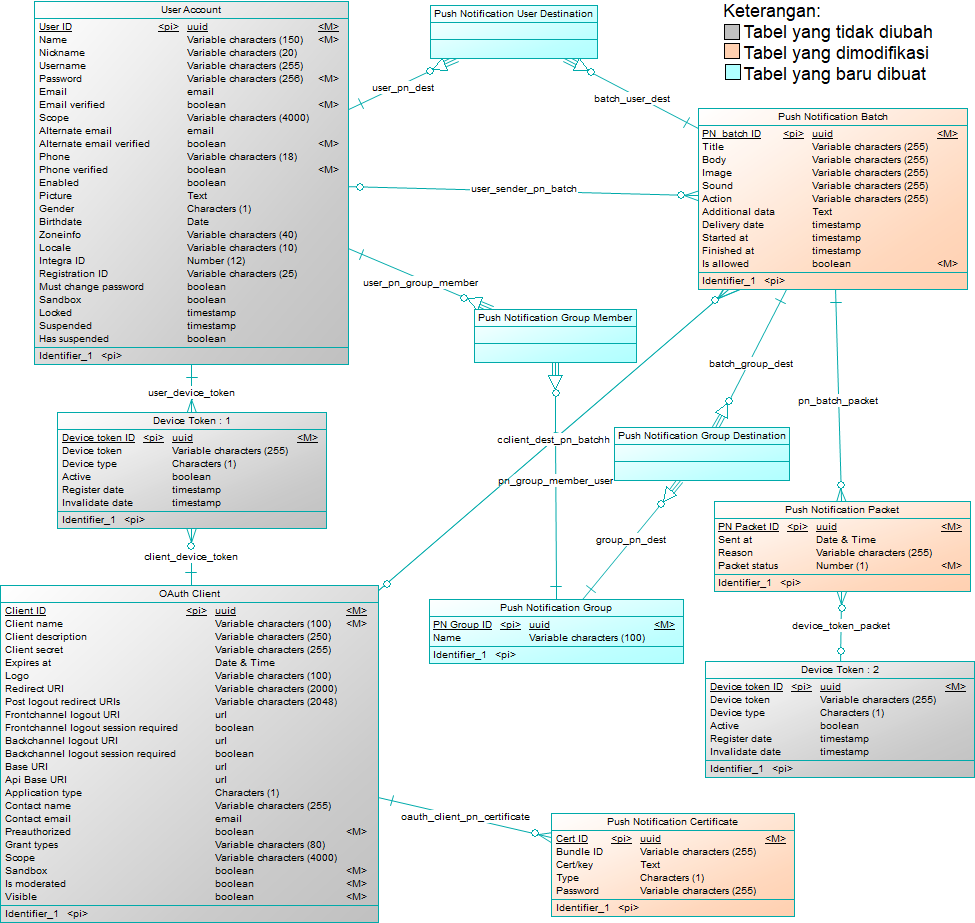 Keterangan:
Tabel yang tidak diubah
Tabel yang dimodifikasi
Tabel yang baru dibuat
User Account
User ID <pi> uuid <M>
Name Variable characters (150) <M>
Nickname Variable characters (20)
Username Variable characters (255)
Password Variable characters (256) <M>
Email email
Email verified boolean <M>
Scope Variable characters (4000)
Alternate email email
Alternate email verified boolean <M>
Phone Variable characters (18)
Phone verified boolean <M>
Enabled boolean
Picture Text
Gender Characters (1)
Birthdate Date
Zoneinfo Variable characters (40)
Locale Variable characters (10)
Integra ID Number (12)
Registration ID Variable characters (25)
Must change password boolean
Sandbox boolean
Locked timestamp
Suspended timestamp
Has suspended boolean
Identifier_1 <pi>
Push Notification User Destination
user_pn_dest
batch_user_dest
user_sender_pn_batch
Push Notification Batch
PN_batch ID <pi> uuid <M>
Title Variable characters (255)
Body Variable characters (255)
Image Variable characters (255)
Sound Variable characters (255)
Action Variable characters (255)
Additional data Text
Delivery date timestamp
Started at timestamp
Finished at timestamp
Is allowed boolean <M>
Identifier_1 <pi>
user_pn_group_member
Push Notification Group Member
batch_group_dest
pn_batch_packet
user_device_token
Device Token : 1
Device token ID <pi> uuid <M>
Device token Variable characters (255)
Device type Characters (1)
Active boolean
Register date timestamp
Invalidate date timestamp
Identifier_1 <pi>
cclient_dest_pn_batchh
Push Notification Group Destination
pn_group_member_user
group_pn_dest
Push Notification Packet
PN Packet ID <pi> uuid <M>
Sent at Date & Time
Reason Variable characters (255)
Packet status Number (1) <M>
Identifier_1 <pi>
client_device_token
OAuth Client
Client ID <pi> uuid <M>
Client name Variable characters (100) <M>
Client description Variable characters (250)
Client secret Variable characters (255)
Expires at Date & Time
Logo Variable characters (100)
Redirect URI Variable characters (2000)
Post logout redirect URIs Variable characters (2048)
Frontchannel logout URI url
Frontchannel logout session required boolean
Backchannel logout URI url
Backchannel logout session required boolean
Base URI url
Api Base URI url
Application type Characters (1)
Contact name Variable characters (255)
Contact email email
Preauthorized boolean <M>
Grant types Variable characters (80)
Scope Variable characters (4000)
Sandbox boolean <M>
Is moderated boolean <M>
Visible boolean <M>
Identifier_1 <pi>
Push Notification Group
PN Group ID <pi> uuid <M>
Name Variable characters (100)
Identifier_1 <pi>
device_token_packet
Device Token : 2
Device token ID <pi> uuid <M>
Device token Variable characters (255)
Device type Characters (1)
Active boolean
Register date timestamp
Invalidate date timestamp
Identifier_1 <pi>
oauth_client_pn_certificate
Push Notification Certificate
Cert ID <pi> uuid <M>
Bundle ID Variable characters (255)
Cert/key Text
Type Characters (1)
Password Variable characters (255)
Identifier_1 <pi>